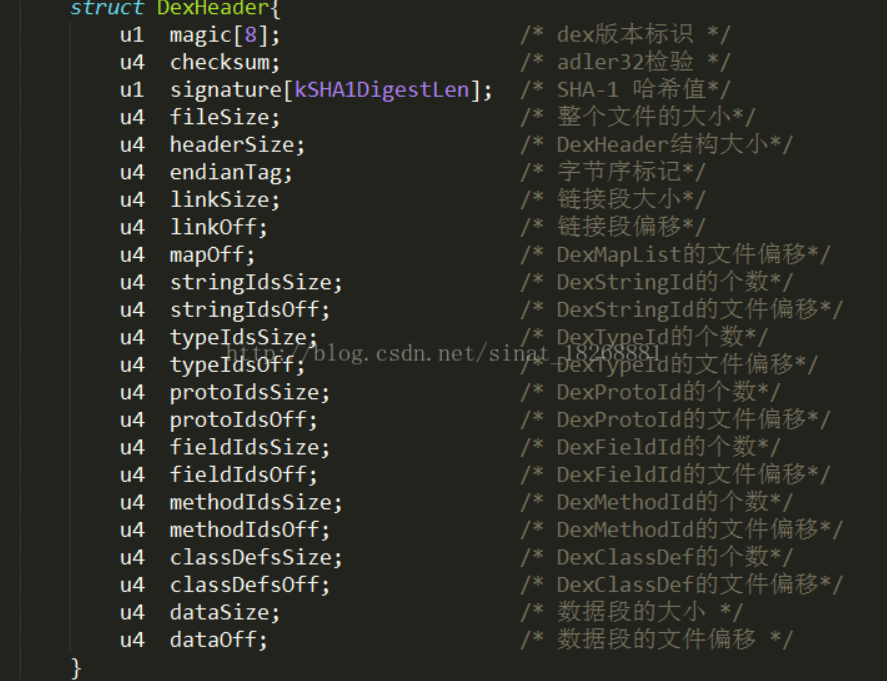 struct DexHeader{
u1 magic[8]; /* dex版本标识 */
u4 checksum; /* adler32检验 */
u1 signature[kSHA1DigestLen]; /* SHA-1 哈希值*/
u4 fileSize; /* 整个文件的大小*/
u4 headerSize; /* DexHeader结构大小*/
u4 endianTag; /* 字节序标记*/
u4 linkSize; /* 链接段大小*/
u4 linkOff; /* 链接段偏移*/
u4 mapOff; /* DexMapList的文件偏移*/
u4 stringIdsSize; /* DexStringId的个数*/
u4 stringIdsOff; /* DexStringId的文件偏移*/
u4 typeIdsSize; /* DexTypeId的个数*/
http://blog.csdn.net/sinat_18268881
u4 typeIdsOff; /* DexTypeId的文件偏移*/
u4 protoIdsSize; /* DexProtoId的个数*/
u4 protoIdsOff; /* DexProtoId的文件偏移*/
u4 fieldIdsSize; /* DexFieldId的个数*/
u4 fieldIdsOff; /* DexFieldId的文件偏移*/
u4 methodIdsSize; /* DexMethodId的个数*/
u4 methodIdsOff; /* DexMethodId的文件偏移*/
u4 classDefsSize; /* DexClassDef的个数*/
u4 classDefsOff; /* DexClassDef的文件偏移*/
u4 dataSize; /* 数据段的大小 */
u4 dataOff; /* 数据段的文件偏移 */
}